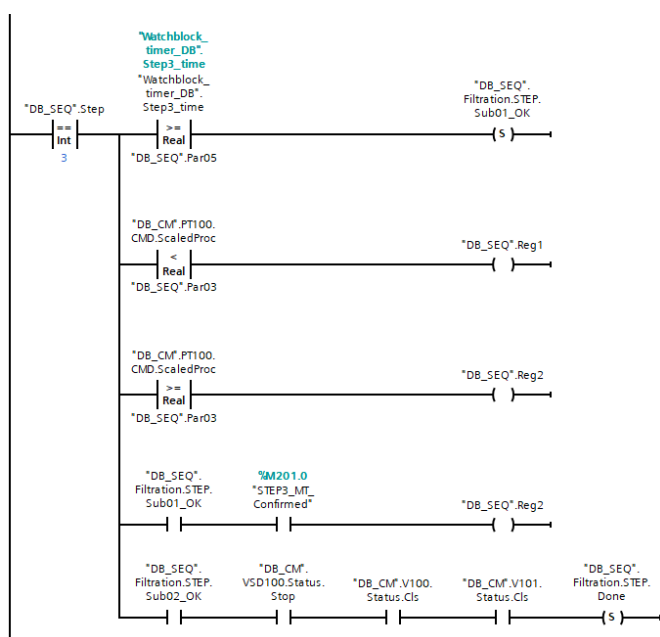 "Watchblock_
timer_DB".
Step3_time
"Watchblock_
timer_DB".
Step3_time
"DB_SEQ".
Filtration.STEP.
Sub01_OK
"DB_SEQ".Step
==
Int
3
>=
Real
S
"DB_SEQ".Par05
"DB_CM".PT100.
CMD.ScaledProc
"DB_SEQ".Reg1
<
Real
"DB_SEQ".Par03
"DB_CM".PT100.
CMD.ScaledProc
"DB_SEQ".Reg2
>=
Real
"DB_SEQ".Par03
"DB_SEQ".
Filtration.STEP.
Sub01_OK
%M201.0
"STEP3_MT_
Confirmed"
"DB_SEQ".Reg2
"DB_SEQ".
Filtration.STEP.
Sub02_OK
"DB_CM".
VSD100.Status.
Stop
"DB_CM".V100.
Status.Cls
"DB_CM".V101.
Status.Cls
"DB_SEQ".
Filtration.STEP.
Done
S